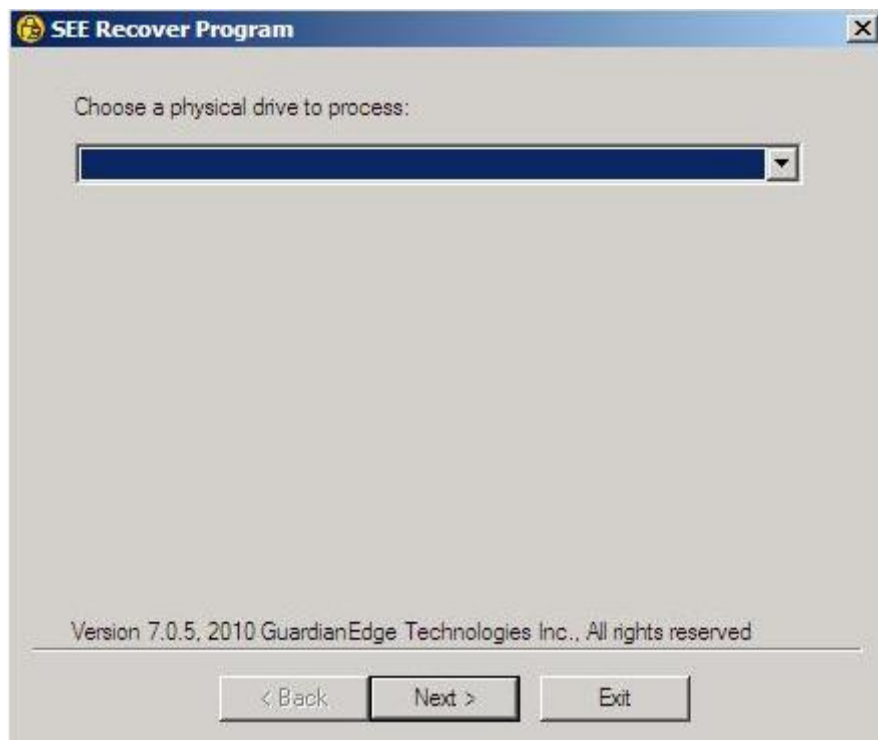 SEE Recover Program
Choose a physical drive to process:
Version 7.0.5, 2010 GuardianEdge Technologies Inc., All rights reserved
< Back
Next >
Exit